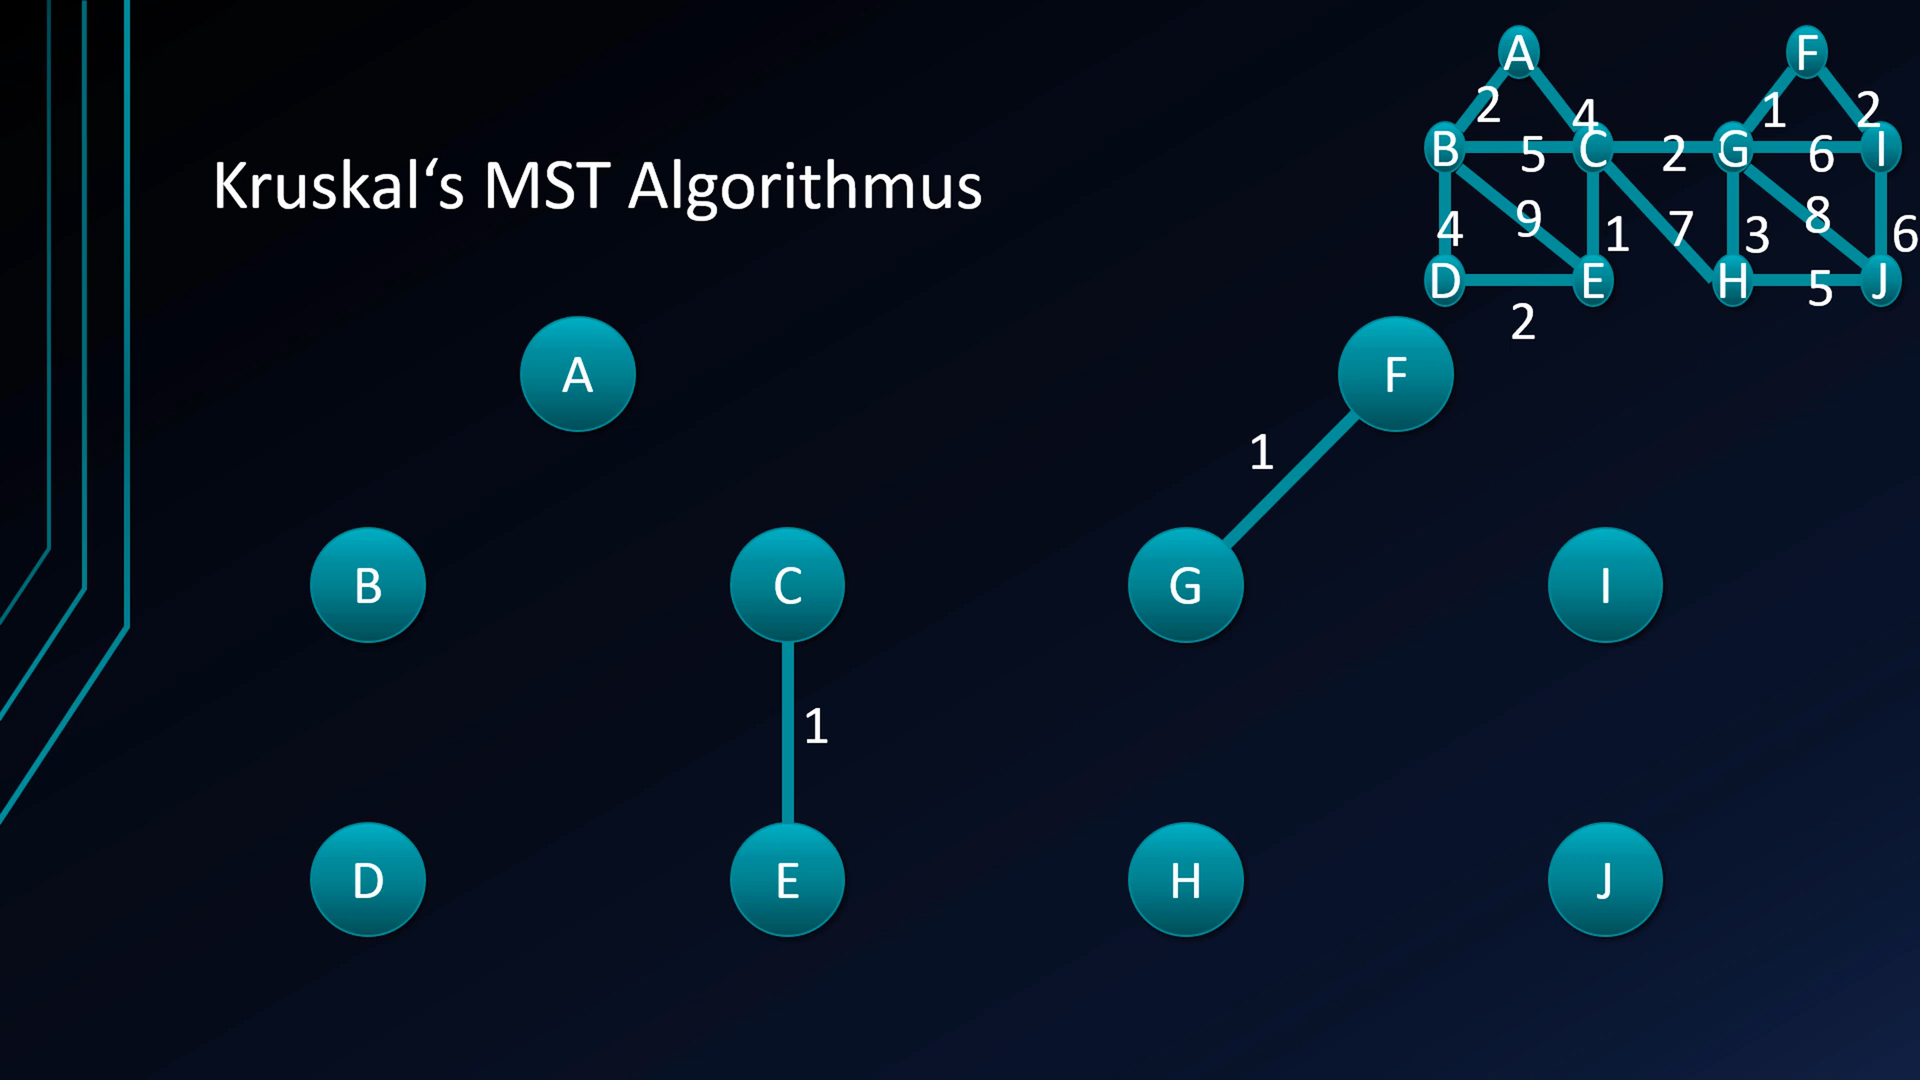 A F
2 4 1 2
B 5 C 2 G 6 I
Kruskal‘s MST Algorithmus
4 9 1 7 3 8 6
D E H 5 J
2
A F
1
B C G I
1
D E H J